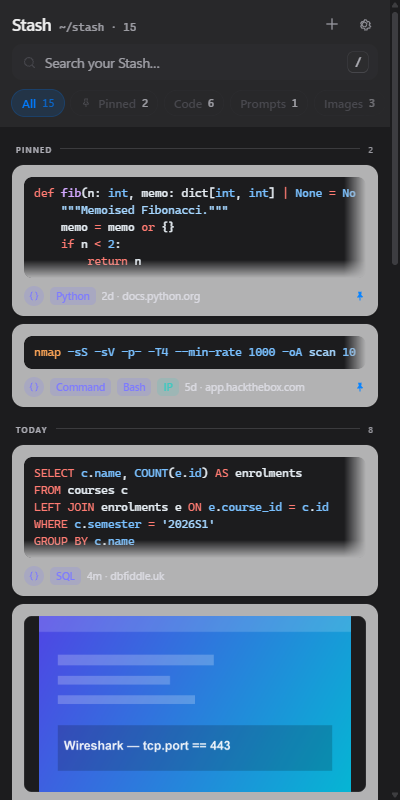 Stash ~/stash · 15
Search your Stash... /
All 15 Pinned 2 Code 6 Prompts 1 Images 3
PINNED 2
def fib(n: int, memo: dict[int, int] | None = No
"""Memoised Fibonacci."""
memo = memo or {}
if n < 2:
return n
{} Python 2d · docs.python.org
nmap -sS -sV -p- -T4 --min-rate 1000 -oA scan 10
{} Command Bash IP 5d · app.hackthebox.com
TODAY 8
SELECT c.name, COUNT(e.id) AS enrolments
FROM courses c
LEFT JOIN enrolments e ON e.course_id = c.id
WHERE c.semester = '2026S1'
GROUP BY c.name
{} SQL 4m · dbfiddle.uk
Wireshark — tcp.port == 443